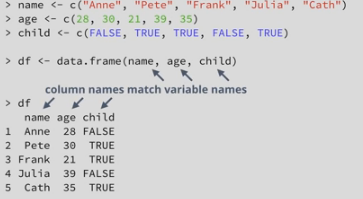 > name <- c("Anne", "Pete", "Frank", "Julia", "Cath")
> age <- c(28, 30, 21, 39, 35)
> child <- c(FALSE, TRUE, TRUE, FALSE, TRUE)
> df <- data.frame(name, age, child)
column names match variable names
> df
name age child
1 Anne 28 FALSE
2 Pete 30 TRUE
3 Frank 21 TRUE
4 Julia 39 FALSE
5 Cath 35 TRUE